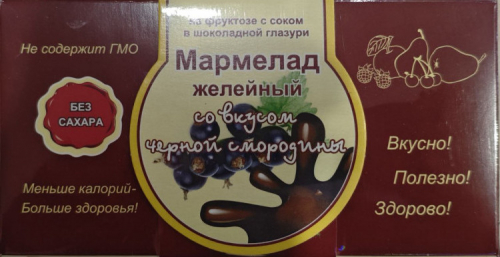 на фруктозе с соком
в шоколадной глазури
Мармелад
желейный
со вкусом
черной смородины
Не содержит ГМО
БЕЗ
САХАРА
Меньше калорий-
Больше здоровья!
Вкусно!
Полезно!
Здорово!